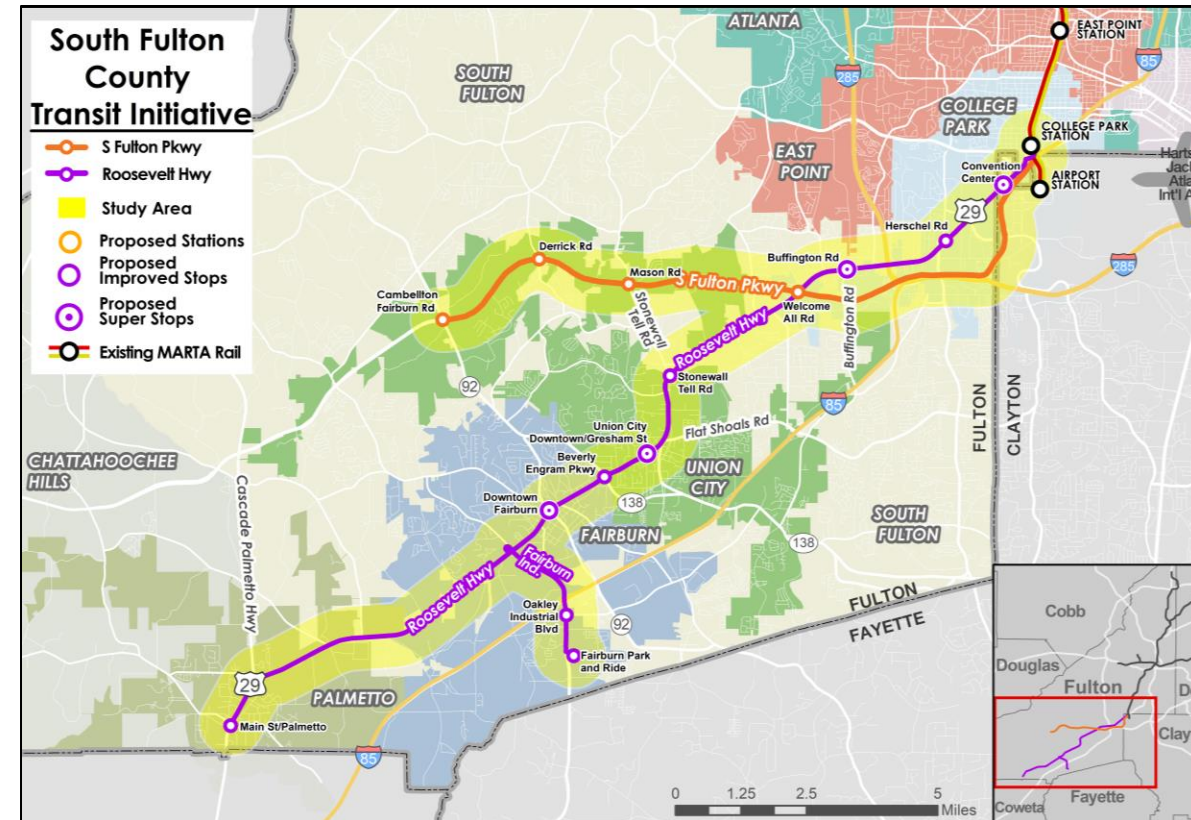 South Fulton
County
Transit Initiative
S Fulton Pkwy
Roosevelt Hwy
Study Area
Proposed Stations
Proposed
Improved Stops
Proposed
Super Stops
Existing MARTA Rail
ATLANTA
SOUTH
FULTON
285
85
EAST POINT
STATION
COLLEGE
PARK
COLLEGE PARK
STATION
EAST
POINT
Convention
Center
AIRPORT
STATION
29
Herschel Rd
Derrick Rd
Buffington Rd
285
Mason Rd
S Fulton Pkwy
Cambellton
Fairburn Rd
Welcome
All Rd
Stonewall
Tell Rd
Roosevelt Hwy
Buffington Rd
Stonewall
Tell Rd
92
85
FULTON
CLAYTON
Union City
Downtown/Gresham St
Flat Shoals Rd
Beverly
Engram Pkwy
UNION
CITY
CHATTAHOOCHEE
HILLS
Cascade Palmetto Hwy
138
Downtown
Fairburn
FAIRBURN
SOUTH
FULTON
138
Fairburn
Ind.
Roosevelt Hwy
Oakley
Industrial
Blvd
92
FULTON
FAYETTE
Fairburn Park
and Ride
29
PALMETTO
Main St/Palmetto
85
0 1.25 2.5 5
Miles
Cobb
Douglas
Fulton
D
Clay
Fayette
Coweta